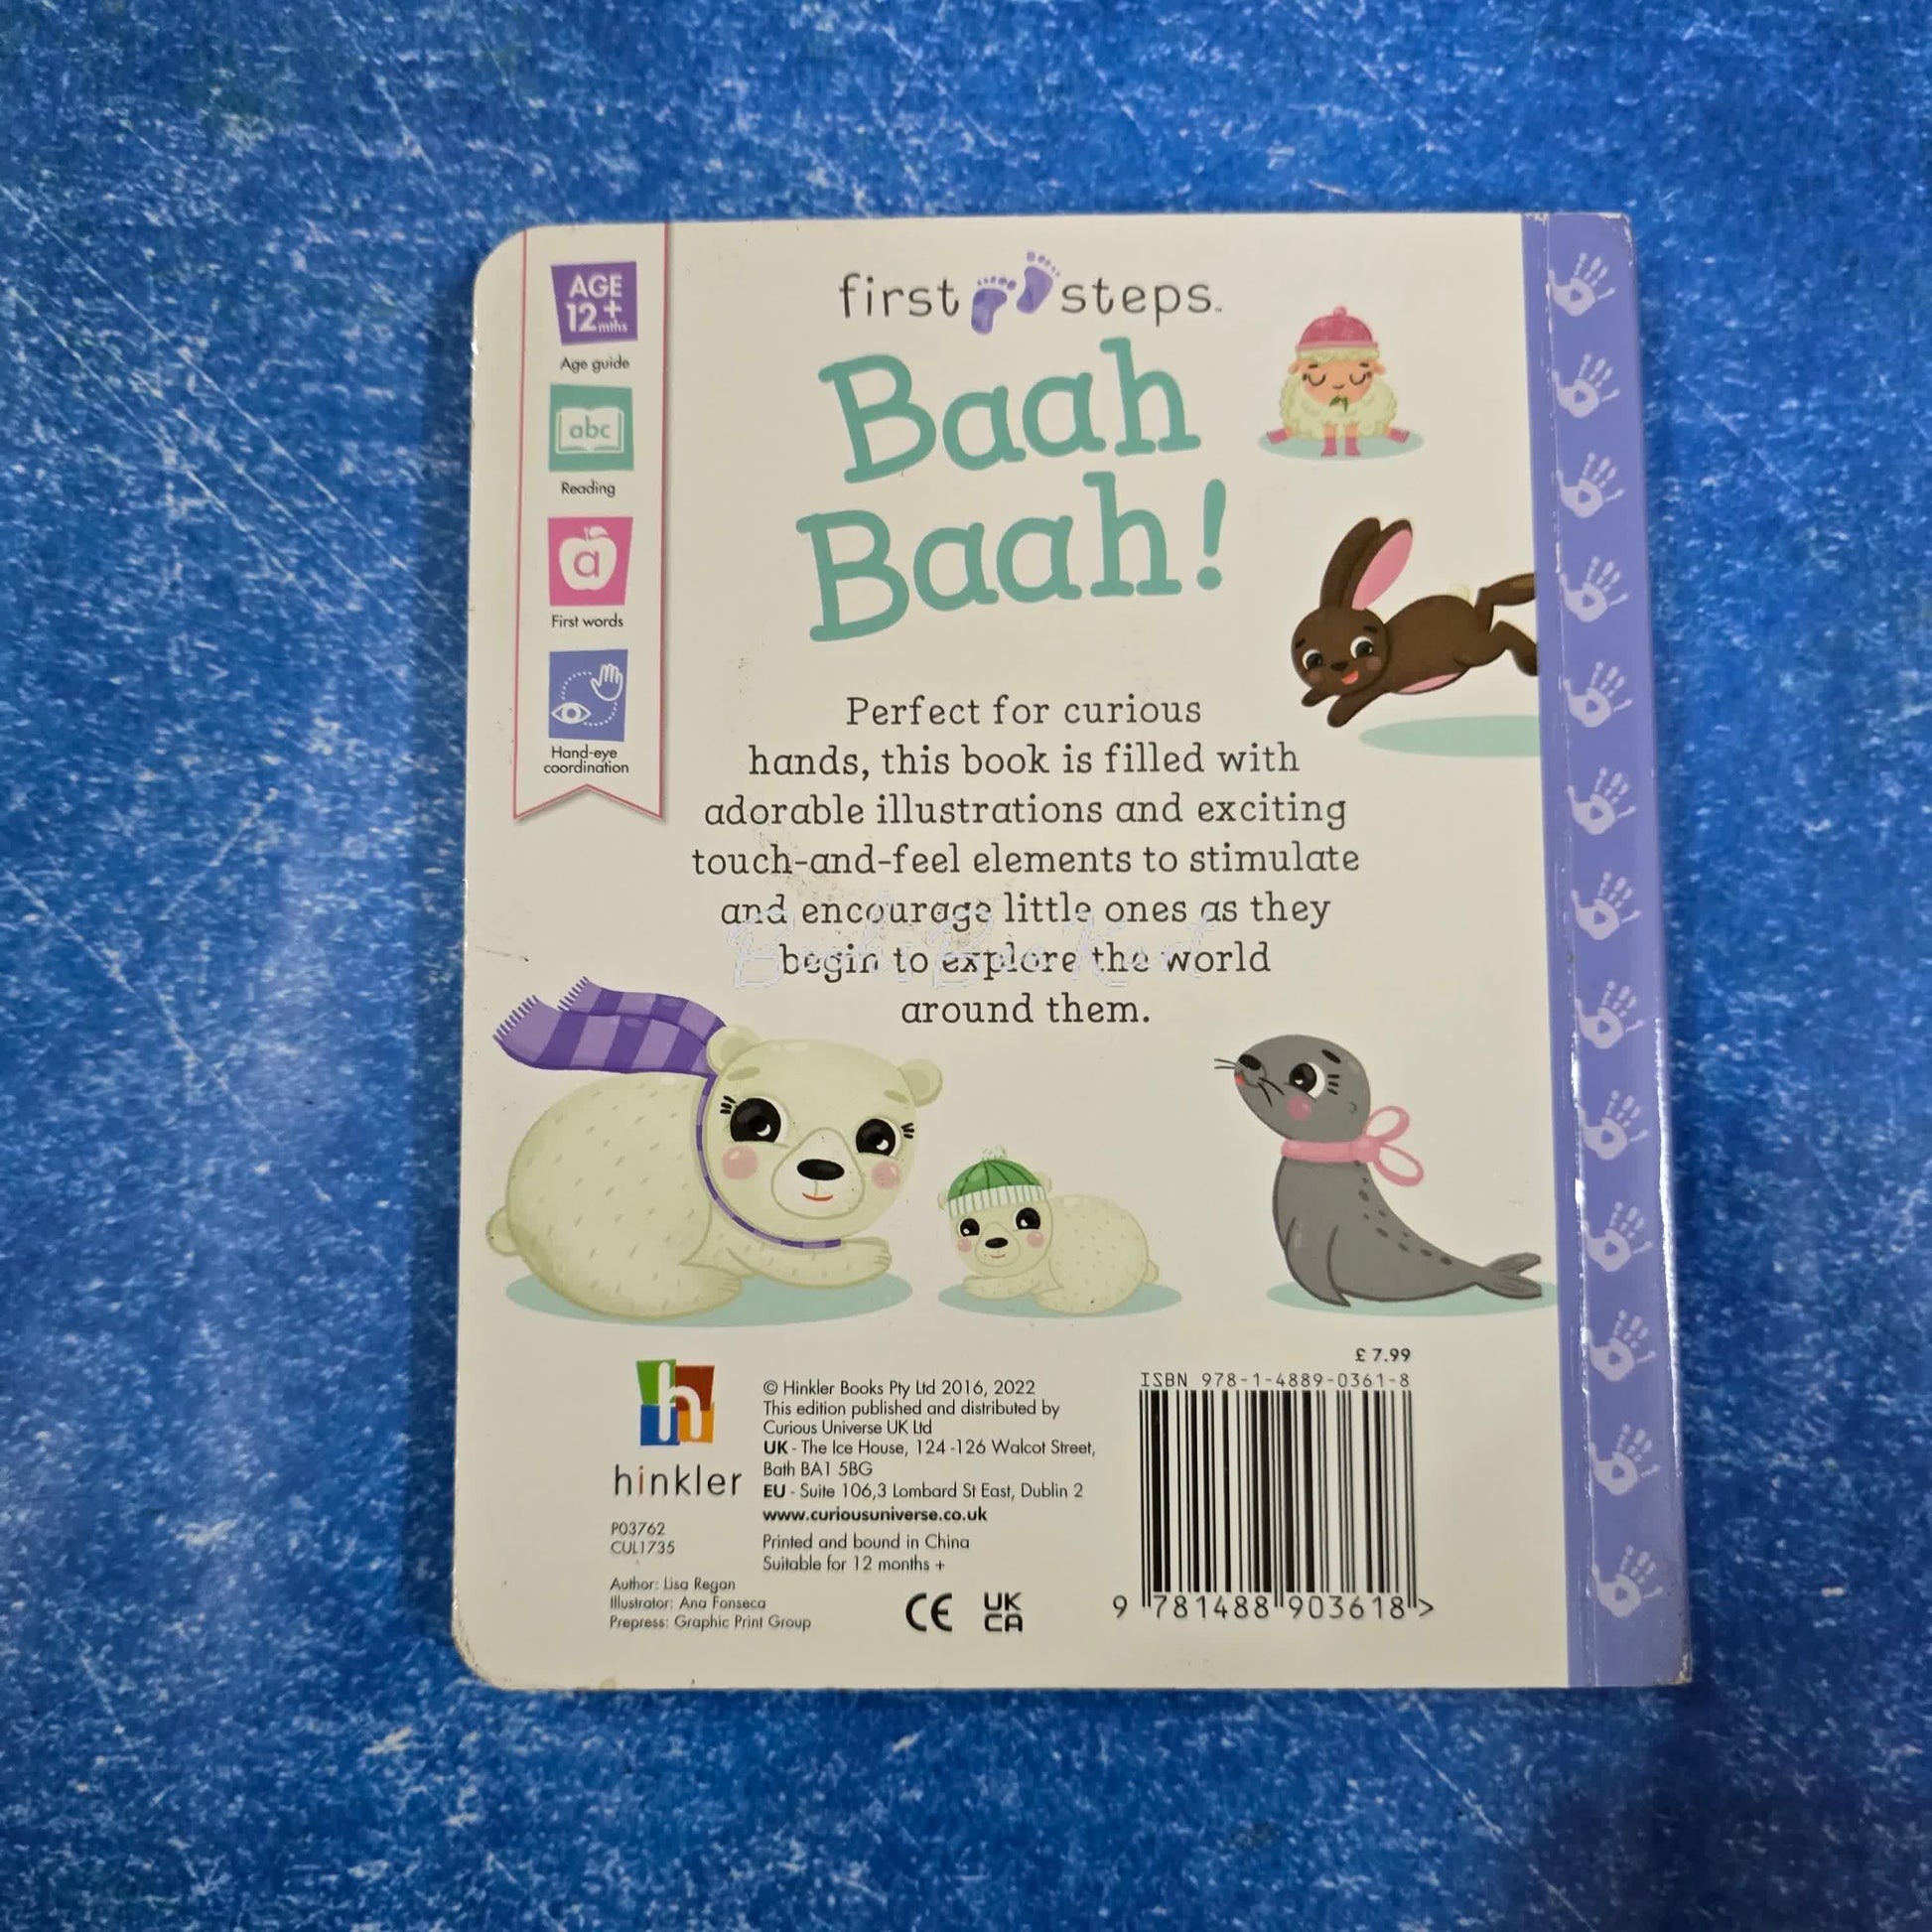 AGE
12+
mths
Age guide
abc
Reading
a
First words
Hand-eye
coordination
first steps™
Baah
Baah!
Perfect for curious
hands, this book is filled with
adorable illustrations and exciting
touch-and-feel elements to stimulate
and encourage little ones as they
begin to explore the world
around them.
h
hinkler
P03762
CUL1735
Author: Lisa Regan
Illustrator: Ana Fonseca
Prepress: Graphic Print Group
© Hinkler Books Pty Ltd 2016, 2022
This edition published and distributed by
Curious Universe UK Ltd
UK - The Ice House, 124 -126 Walcot Street,
Bath BA1 5BG
EU - Suite 106,3 Lombard St East, Dublin 2
www.curiousuniverse.co.uk
Printed and bound in China
Suitable for 12 months +
CE
UK
CA
£ 7.99
ISBN 978-1-4889-0361-8
9 781488 903618 >